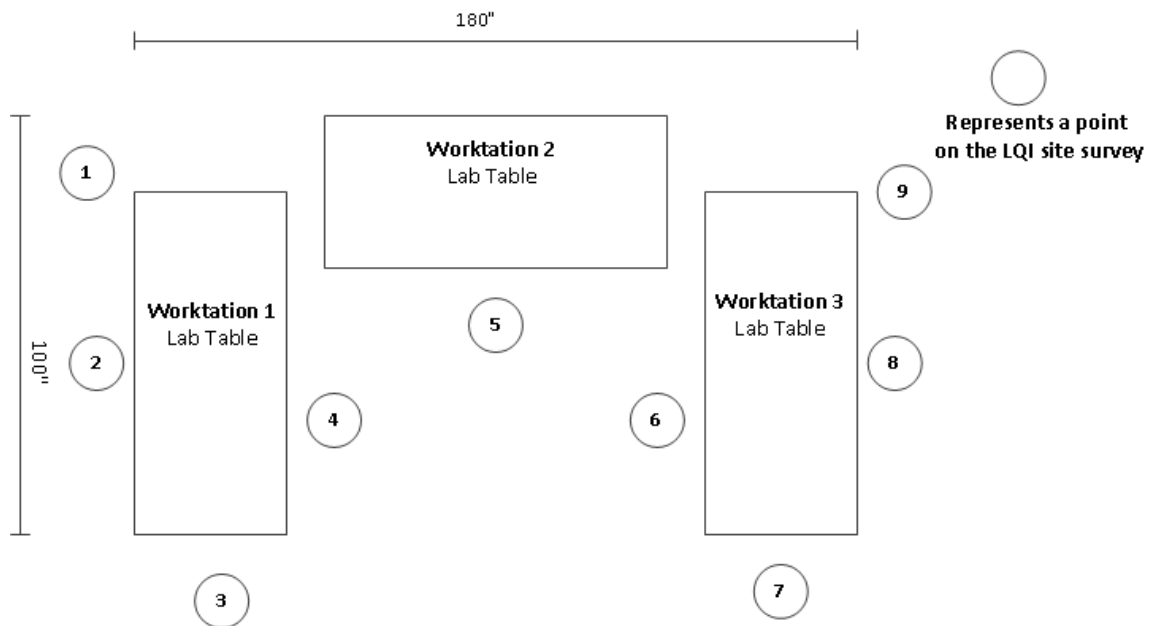 180"
Represents a point
on the LQI site survey
Worktation 2
Lab Table
1
9
Worktation 1
Lab Table
Worktation 3
Lab Table
5
100"
2
8
4
6
3
7